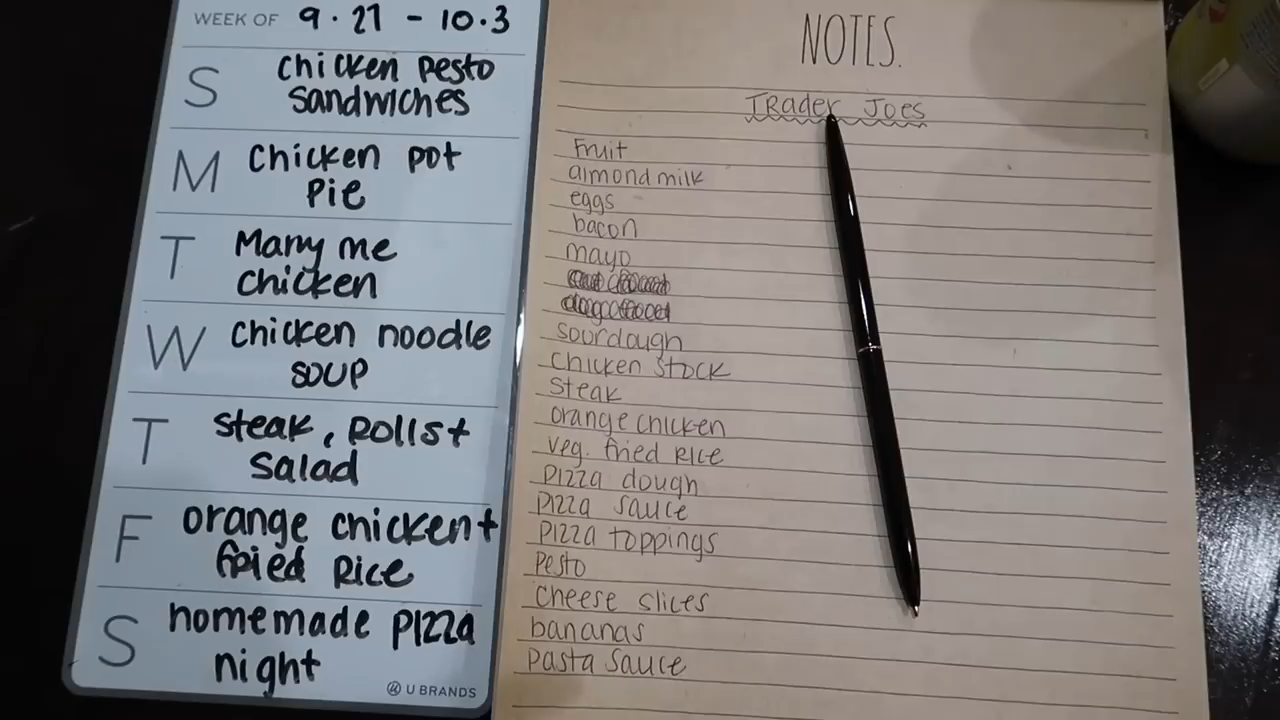 WEEK OF 9.27 - 10.3
S chicken pesto
sandwiches
M chicken pot
pie
T Marry me
chicken
W chicken noodle
soup
T steak, Rolls +
salad
F orange chicken +
fried Rice
S homemade pizza
night
U BRANDS
NOTES.
Trader Joes
Fruit
almond milk
eggs
bacon
mayo
sourdough
Chicken stock
Steak
orange chicken
veg. fried Rice
Pizza dough
Pizza sauce
Pizza toppings
Pesto
cheese slices
bananas
pasta sauce